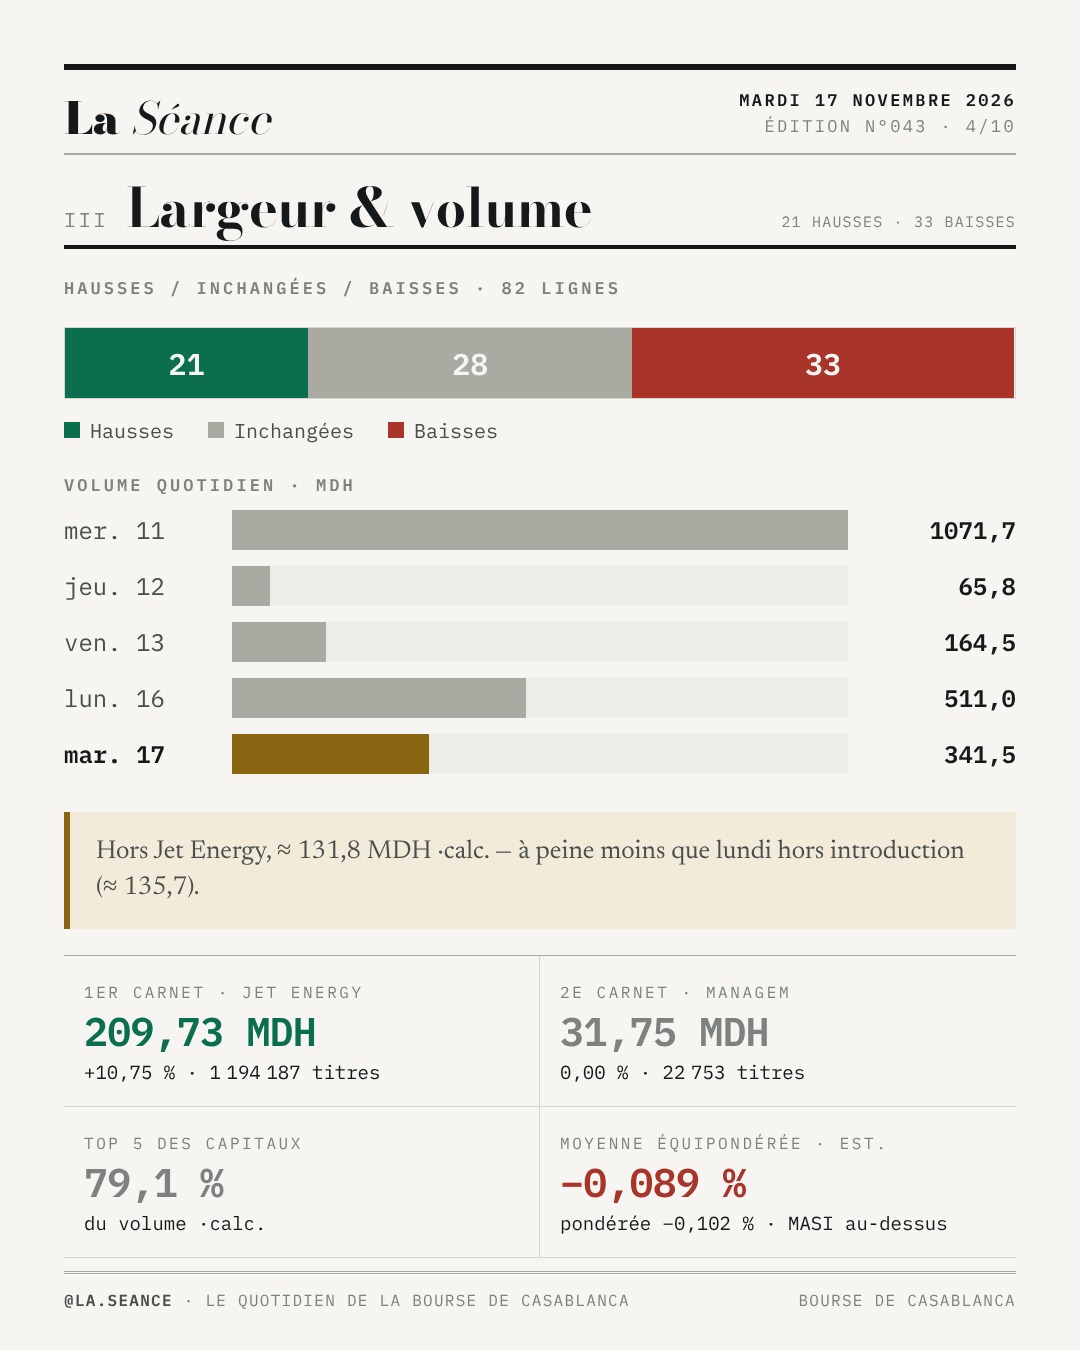 La Séance
MARDI 17 NOVEMBRE 2026
ÉDITION N°043 · 4/10
III Largeur & volume
21 HAUSSES · 33 BAISSES
HAUSSES / INCHANGÉES / BAISSES · 82 LIGNES
21 28 33
Hausses Inchangées Baisses
VOLUME QUOTIDIEN · MDH
mer. 11 1071,7
jeu. 12 65,8
ven. 13 164,5
lun. 16 511,0
mar. 17 341,5
Hors Jet Energy, ≈ 131,8 MDH ·calc. — à peine moins que lundi hors introduction
(≈ 135,7).
1ER CARNET · JET ENERGY
209,73 MDH
+10,75 % · 1 194 187 titres
2E CARNET · MANAGEM
31,75 MDH
0,00 % · 22 753 titres
TOP 5 DES CAPITAUX
79,1 %
du volume ·calc.
MOYENNE ÉQUIPONDÉRÉE · EST.
−0,089 %
pondérée −0,102 % · MASI au-dessus
@LA.SEANCE · LE QUOTIDIEN DE LA BOURSE DE CASABLANCA
BOURSE DE CASABLANCA